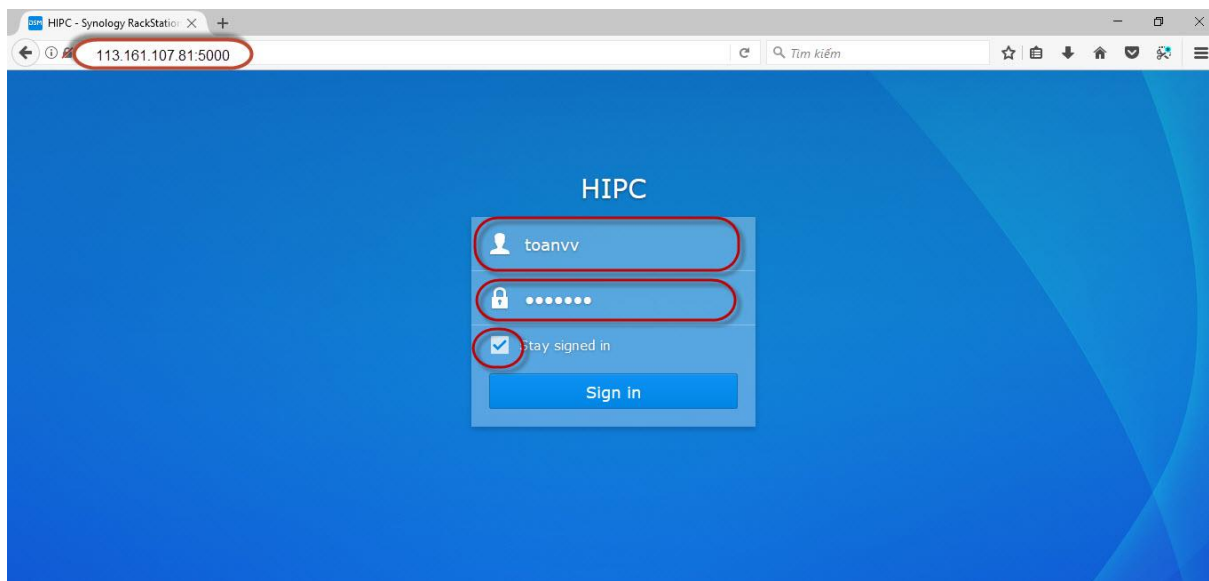 HIPC - Synology RackStation
113.161.107.81:5000
Tìm kiếm
HIPC
toanvv
•••••••
Stay signed in
Sign in